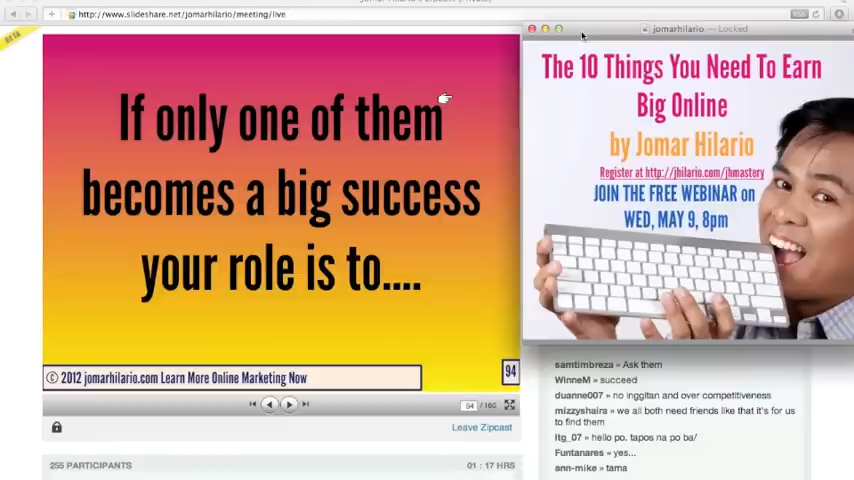 http://www.slideshare.net/jomarhilario/meeting/live
BETA
If only one of them
becomes a big success
your role is to....
© 2012 jomarhilario.com Learn More Online Marketing Now
94
94 / 160
Leave Zipcast
255 PARTICIPANTS
01 : 17 HRS
jomarhilario — Locked
The 10 Things You Need To Earn
Big Online
by Jomar Hilario
Register at http://jhilario.com/jhmastery
JOIN THE FREE WEBINAR on
WED, MAY 9, 8pm
samtimbreza » Ask them
WinneM » succeed
duanne007 » no inggitan and over competitiveness
mizzyshaira » we all both need friends like that it's for us
to find them
ltg_07 » hello po. tapos na po ba/
Funtanares » yes...
ann-mike » tama